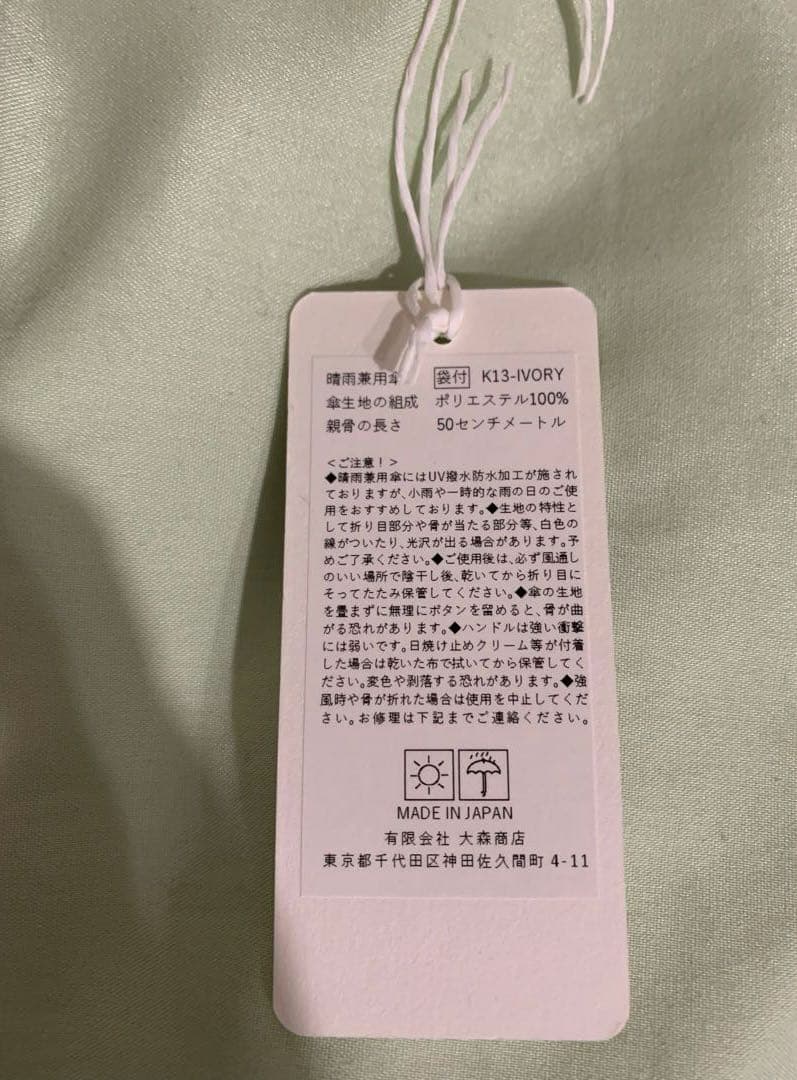 晴雨兼用傘 袋付 K13-IVORY
傘生地の組成 ポリエステル100%
親骨の長さ 50センチメートル
＜ご注意！＞
◆晴雨兼用傘にはUV撥水防水加工が施され
ておりますが、小雨や一時的な雨の日のご使
用をおすすめしております。◆生地の特性と
して折り目部分や骨が当たる部分等、白色の
線がついたり、光沢が出る場合があります。予
めご了承ください。◆ご使用後は、必ず風通し
のいい場所で陰干し後、乾いてから折り目に
そってたたみ保管してください。◆傘の生地
を畳まずに無理にボタンを留めると、骨が曲
がる恐れがあります。◆ハンドルは強い衝撃
には弱いです。日焼け止めクリーム等が付着
した場合は乾いた布で拭いてから保管してく
ださい。変色や剥落する恐れがあります。◆強
風時や骨が折れた場合は使用を中止してくだ
さい。お修理は下記までご連絡ください。
MADE IN JAPAN
有限会社 大森商店
東京都千代田区神田佐久間町 4-11